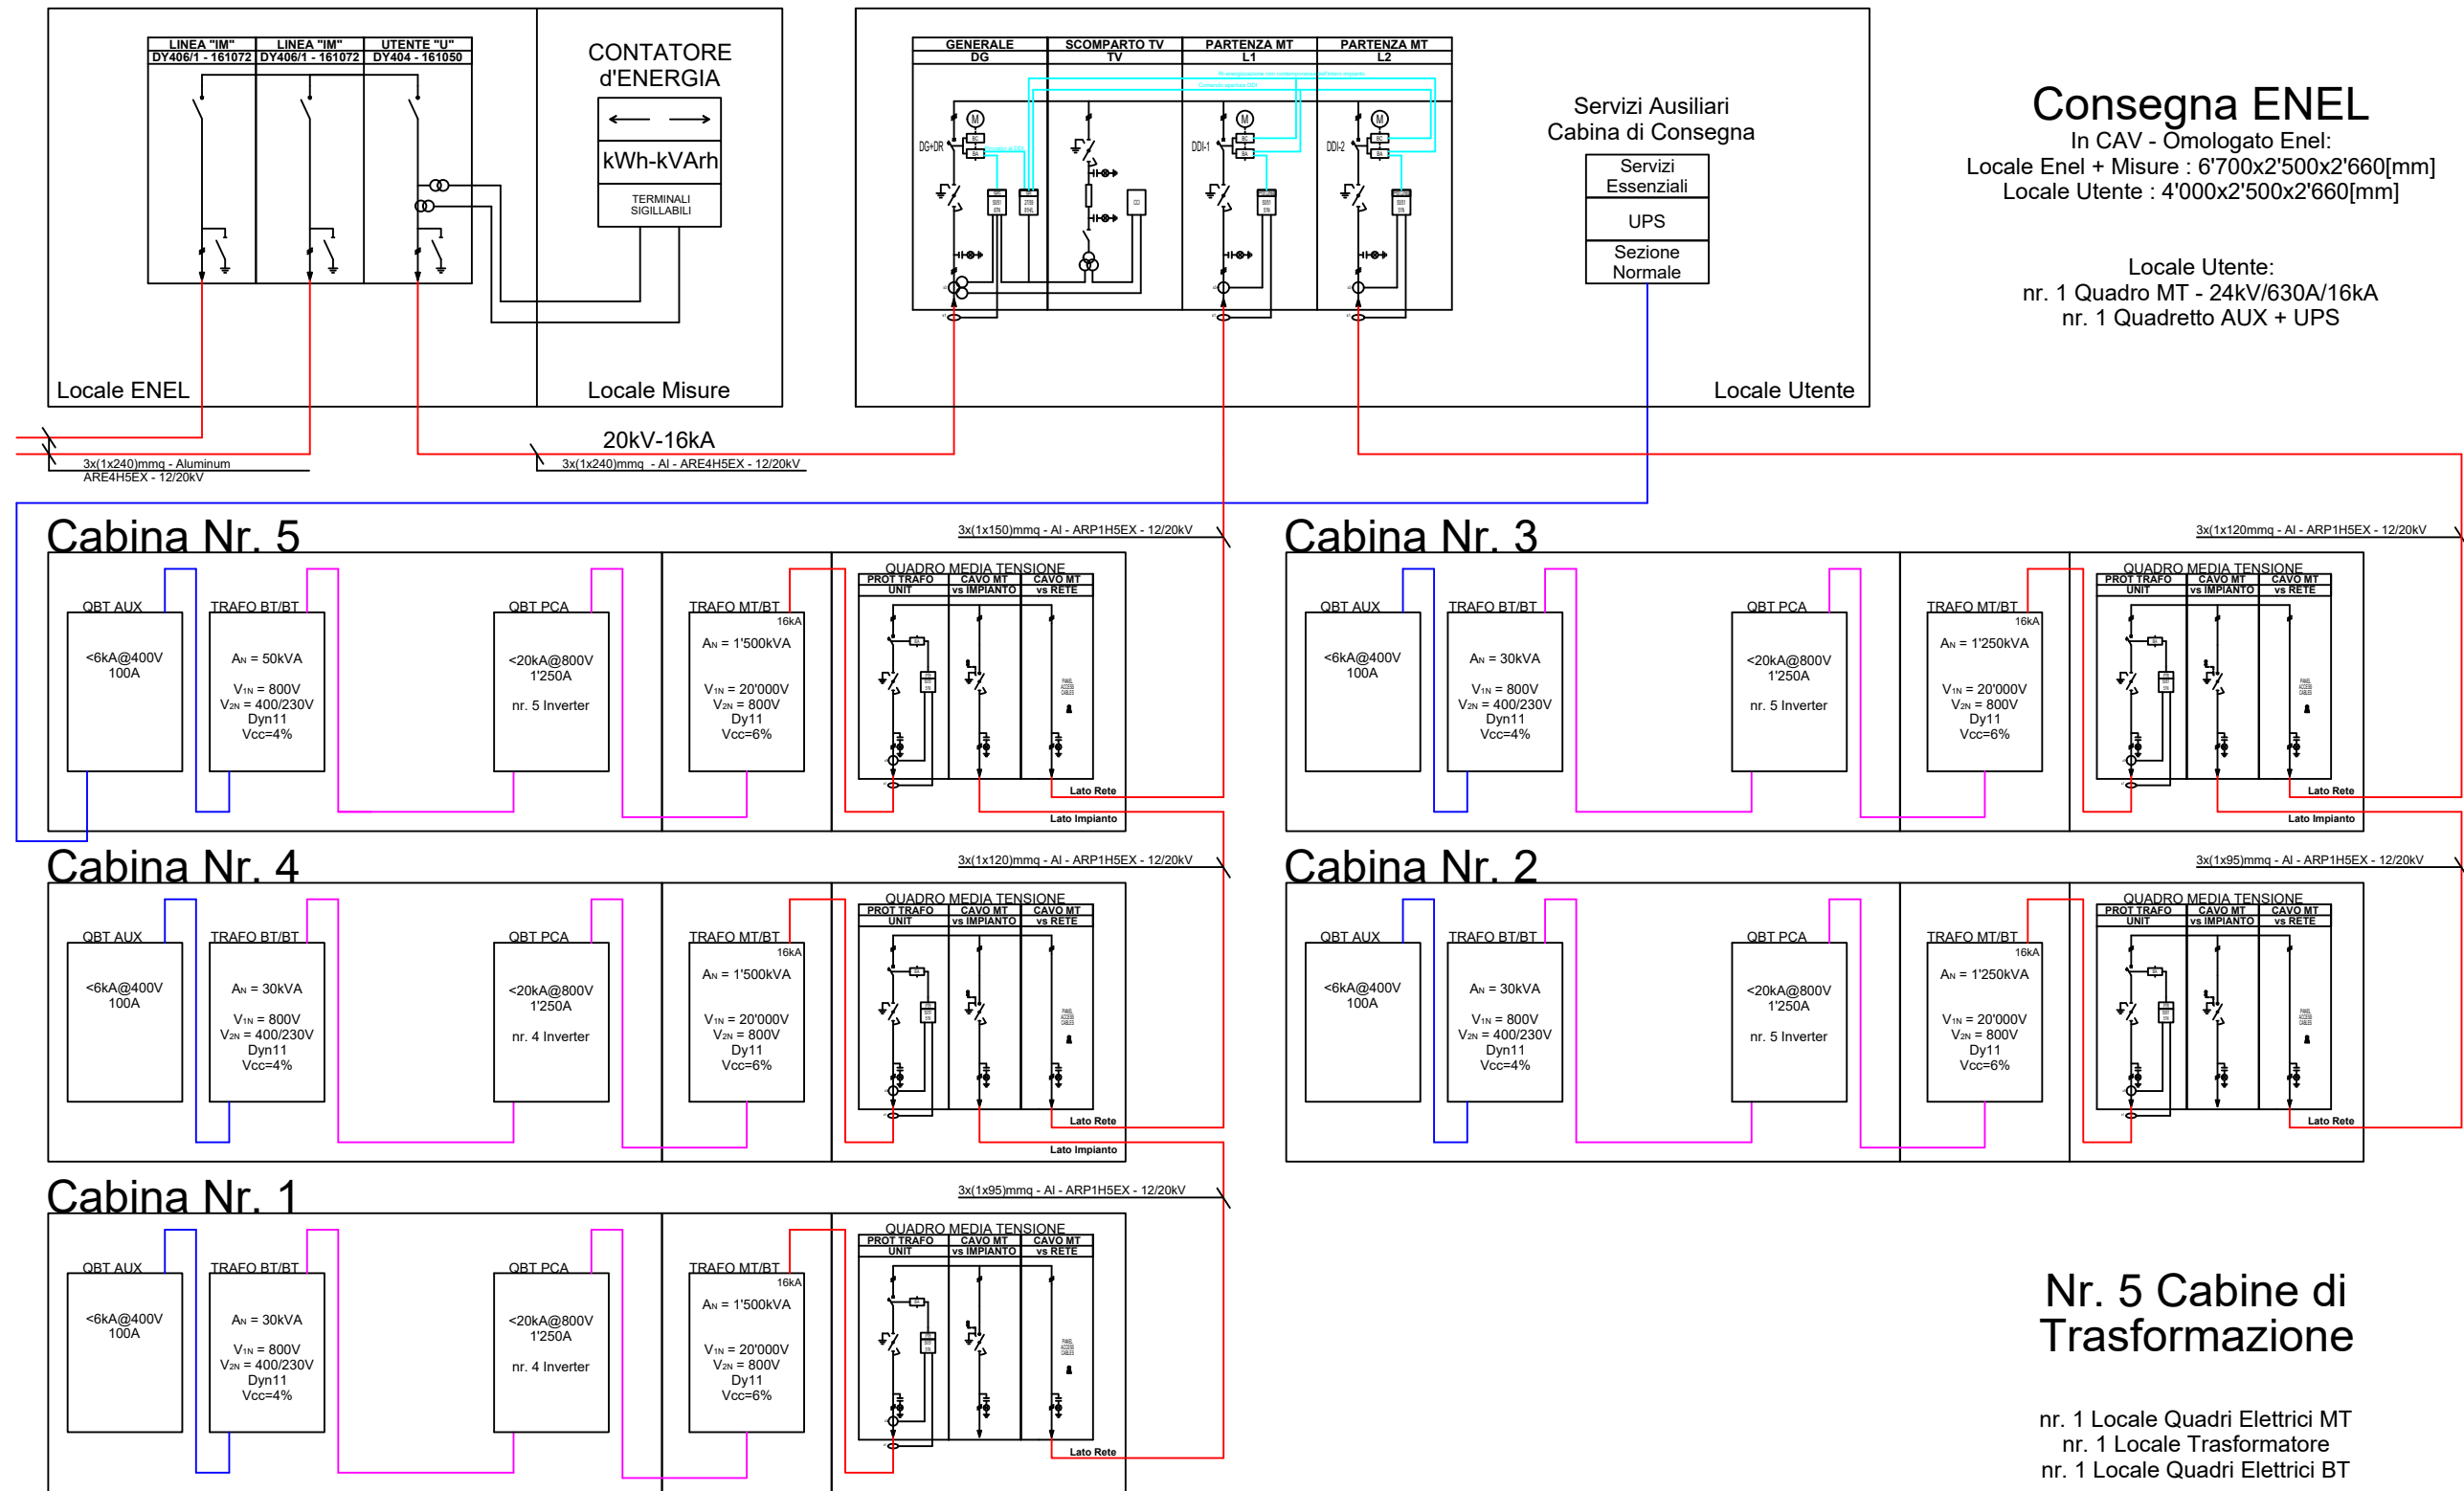 LINEA "IM"
DY406/1 - 161072
LINEA "IM"
DY406/1 - 161072
UTENTE "U"
DY404 - 161050
CONTATORE
d'ENERGIA
kWh-kVArh
TERMINALI
SIGILLABILI
Locale ENEL
Locale Misure
GENERALE
DG
SCOMPARTO TV
TV
PARTENZA MT
L1
PARTENZA MT
L2
M
BC
BA
DG+DR
M
BC
BA
DDI-1
M
BC
BA
DDI-2
Servizi Ausiliari
Cabina di Consegna
Servizi
Essenziali
UPS
Sezione
Normale
Locale Utente
Consegna ENEL
In CAV - Omologato Enel:
Locale Enel + Misure : 6'700x2'500x2'660[mm]
Locale Utente : 4'000x2'500x2'660[mm]
Locale Utente:
nr. 1 Quadro MT - 24kV/630A/16kA
nr. 1 Quadretto AUX + UPS
3x(1x240)mmq - Aluminum
ARE4H5EX - 12/20kV
20kV-16kA
3x(1x240)mmq - Al - ARE4H5EX - 12/20kV
Cabina Nr. 5
3x(1x150)mmq - Al - ARP1H5EX - 12/20kV
QBT AUX
<6kA@400V
100A
TRAFO BT/BT
AN = 50kVA
V1N = 800V
V2N = 400/230V
Dyn11
Vcc=4%
QBT PCA
<20kA@800V
1'250A
nr. 5 Inverter
TRAFO MT/BT
16kA
AN = 1'500kVA
V1N = 20'000V
V2N = 800V
Dy11
Vcc=6%
QUADRO MEDIA TENSIONE
PROT TRAFO
UNIT
CAVO MT
vs IMPIANTO
CAVO MT
vs RETE
PANEL
ACCESS
CABLES
Lato Rete
Lato Impianto
Cabina Nr. 3
3x(1x120mmq - Al - ARP1H5EX - 12/20kV
QBT AUX
<6kA@400V
100A
TRAFO BT/BT
AN = 30kVA
V1N = 800V
V2N = 400/230V
Dyn11
Vcc=4%
QBT PCA
<20kA@800V
1'250A
nr. 5 Inverter
TRAFO MT/BT
16kA
AN = 1'250kVA
V1N = 20'000V
V2N = 800V
Dy11
Vcc=6%
QUADRO MEDIA TENSIONE
PROT TRAFO
UNIT
CAVO MT
vs IMPIANTO
CAVO MT
vs RETE
PANEL
ACCESS
CABLES
Lato Rete
Lato Impianto
Cabina Nr. 4
3x(1x120)mmq - Al - ARP1H5EX - 12/20kV
QBT AUX
<6kA@400V
100A
TRAFO BT/BT
AN = 30kVA
V1N = 800V
V2N = 400/230V
Dyn11
Vcc=4%
QBT PCA
<20kA@800V
1'250A
nr. 4 Inverter
TRAFO MT/BT
16kA
AN = 1'500kVA
V1N = 20'000V
V2N = 800V
Dy11
Vcc=6%
QUADRO MEDIA TENSIONE
PROT TRAFO
UNIT
CAVO MT
vs IMPIANTO
CAVO MT
vs RETE
PANEL
ACCESS
CABLES
Lato Rete
Lato Impianto
Cabina Nr. 2
3x(1x95)mmq - Al - ARP1H5EX - 12/20kV
QBT AUX
<6kA@400V
100A
TRAFO BT/BT
AN = 30kVA
V1N = 800V
V2N = 400/230V
Dyn11
Vcc=4%
QBT PCA
<20kA@800V
1'250A
nr. 5 Inverter
TRAFO MT/BT
16kA
AN = 1'250kVA
V1N = 20'000V
V2N = 800V
Dy11
Vcc=6%
QUADRO MEDIA TENSIONE
PROT TRAFO
UNIT
CAVO MT
vs IMPIANTO
CAVO MT
vs RETE
PANEL
ACCESS
CABLES
Lato Rete
Cabina Nr. 1
3x(1x95)mmq - Al - ARP1H5EX - 12/20kV
QBT AUX
<6kA@400V
100A
TRAFO BT/BT
AN = 30kVA
V1N = 800V
V2N = 400/230V
Dyn11
Vcc=4%
QBT PCA
<20kA@800V
1'250A
nr. 4 Inverter
TRAFO MT/BT
16kA
AN = 1'500kVA
V1N = 20'000V
V2N = 800V
Dy11
Vcc=6%
QUADRO MEDIA TENSIONE
PROT TRAFO
UNIT
CAVO MT
vs IMPIANTO
CAVO MT
vs RETE
PANEL
ACCESS
CABLES
Lato Rete
Nr. 5 Cabine di
Trasformazione
nr. 1 Locale Quadri Elettrici MT
nr. 1 Locale Trasformatore
nr. 1 Locale Quadri Elettrici BT